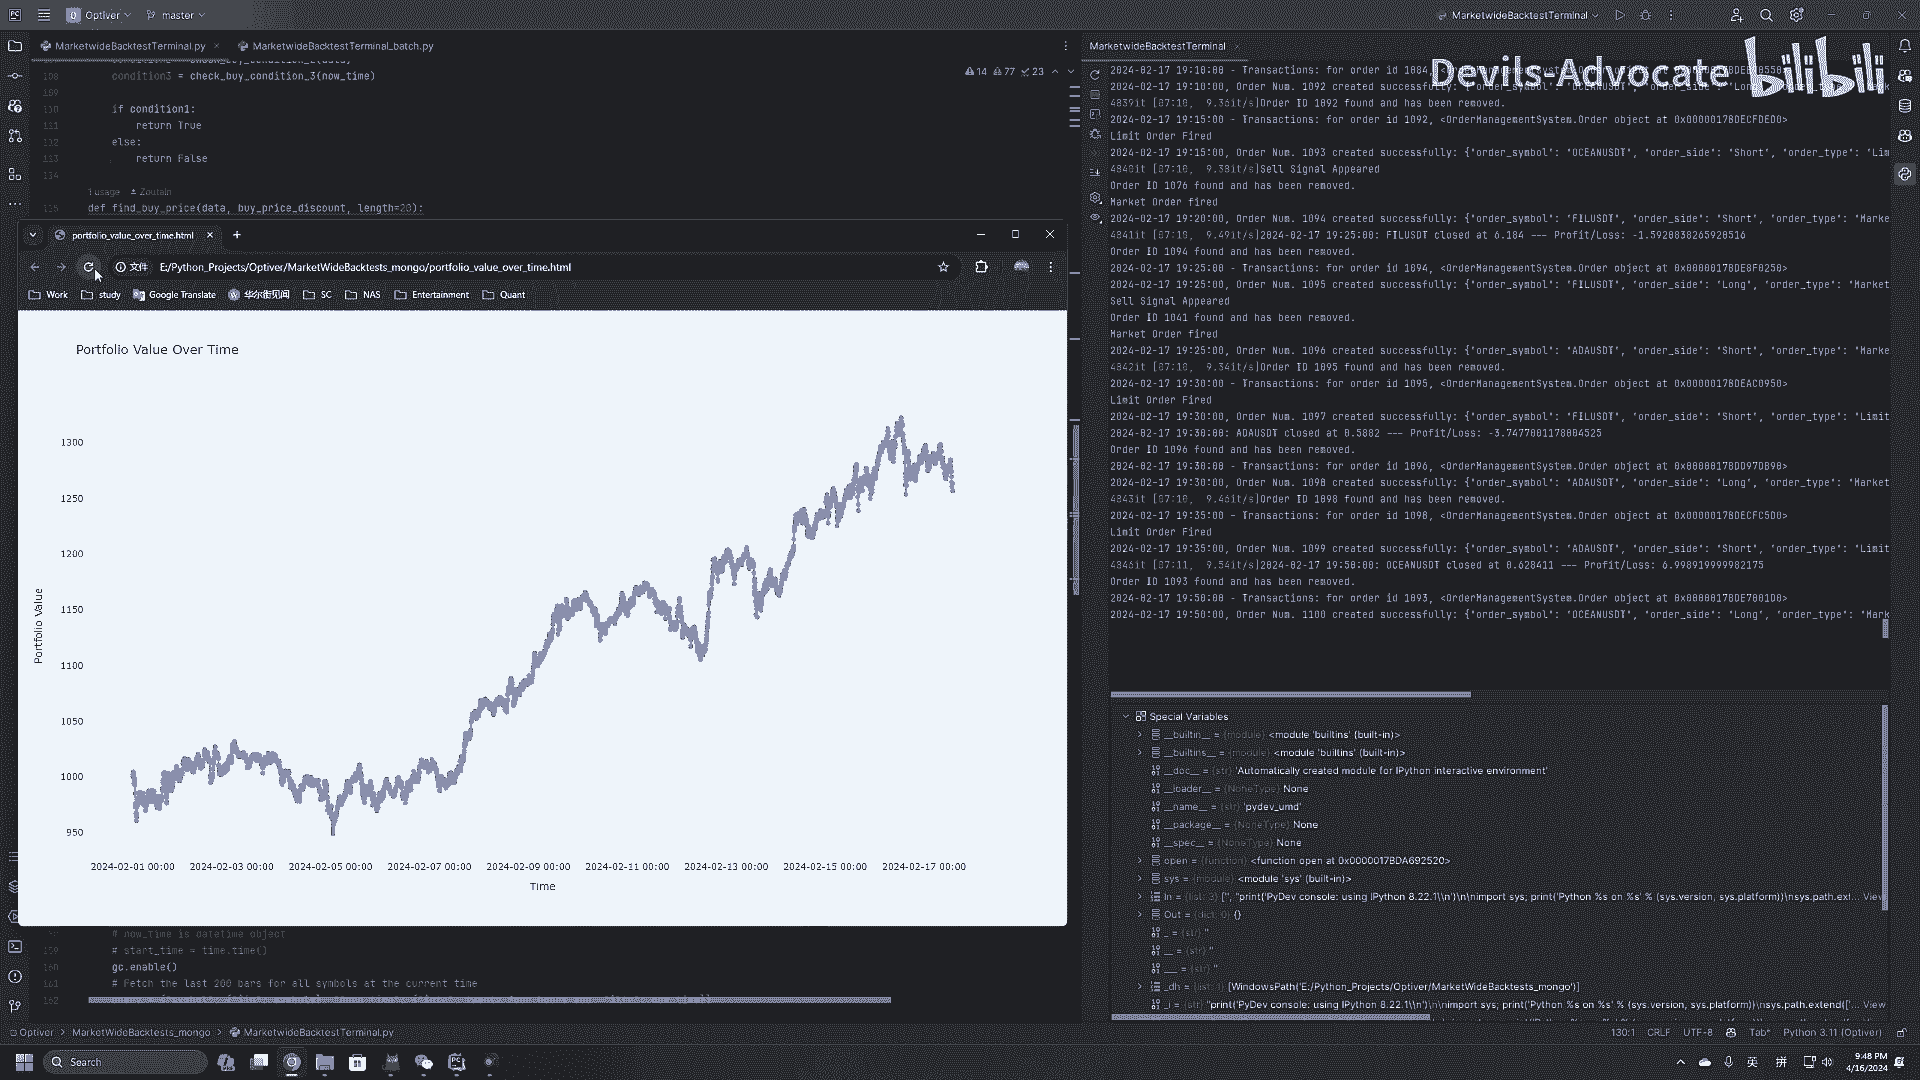 Optiver
master
MarketwideBacktestTerminal
MarketwideBacktestTerminal.py
MarketwideBacktestTerminal_batch.py
MarketwideBacktestTerminal
Devils-Advocate bilibili
14 77 23
108 condition3 = check_buy_condition_3(now_time)
109
110 if condition1:
111 return True
112 else:
113 return False
114
1 usage Zoutain
115 def find_buy_price(data, buy_price_discount, length=20):
portfolio_value_over_time.html
文件 E:/Python_Projects/Optiver/MarketWideBacktests_mongo/portfolio_value_over_time.html
Work study Google Translate 华尔街见闻 SC NAS Entertainment Quant
Portfolio Value Over Time
Portfolio Value
1300
1250
1200
1150
1100
1050
1000
950
2024-02-01 00:00 2024-02-03 00:00 2024-02-05 00:00 2024-02-07 00:00 2024-02-09 00:00 2024-02-11 00:00 2024-02-13 00:00 2024-02-15 00:00 2024-02-17 00:00
Time
# now_time is datetime object
159 # start_time = time.time()
160 gc.enable()
161 # Fetch the last 200 bars for all symbols at the current time
162
2024-02-17 19:10:00 - Transactions: for order id 1084,
2024-02-17 19:10:00, Order Num. 1092 created successfully: {"order_symbol":
4839it [07:10, 9.36it/s]Order ID 1092 found and has been removed.
2024-02-17 19:15:00 - Transactions: for order id 1092, <OrderManagementSystem.Order object at 0x0000017BDECFDED0>
Limit Order Fired
2024-02-17 19:15:00, Order Num. 1093 created successfully: {"order_symbol": "OCEANUSDT", "order_side": "Short", "order_type": "Lim
4840it [07:10, 9.38it/s]Sell Signal Appeared
Order ID 1076 found and has been removed.
Market Order fired
2024-02-17 19:20:00, Order Num. 1094 created successfully: {"order_symbol": "FILUSDT", "order_side": "Short", "order_type": "Marke
4841it [07:10, 9.49it/s]2024-02-17 19:25:00: FILUSDT closed at 6.184 --- Profit/Loss: -1.5920838265928516
Order ID 1094 found and has been removed.
2024-02-17 19:25:00 - Transactions: for order id 1094, <OrderManagementSystem.Order object at 0x0000017BDE8F0250>
2024-02-17 19:25:00, Order Num. 1095 created successfully: {"order_symbol": "FILUSDT", "order_side": "Long", "order_type": "Market
Sell Signal Appeared
Order ID 1041 found and has been removed.
Market Order fired
2024-02-17 19:25:00, Order Num. 1096 created successfully: {"order_symbol": "ADAUSDT", "order_side": "Short", "order_type": "Marke
4842it [07:10, 9.34it/s]Order ID 1095 found and has been removed.
2024-02-17 19:30:00 - Transactions: for order id 1095, <OrderManagementSystem.Order object at 0x0000017BDEAC0950>
Limit Order Fired
2024-02-17 19:30:00, Order Num. 1097 created successfully: {"order_symbol": "FILUSDT", "order_side": "Short", "order_type": "Limit
2024-02-17 19:30:00: ADAUSDT closed at 0.5882 --- Profit/Loss: -3.7477001178004525
Order ID 1096 found and has been removed.
2024-02-17 19:30:00 - Transactions: for order id 1096, <OrderManagementSystem.Order object at 0x0000017BDD97DB90>
2024-02-17 19:30:00, Order Num. 1098 created successfully: {"order_symbol": "ADAUSDT", "order_side": "Long", "order_type": "Market
4843it [07:10, 9.46it/s]Order ID 1098 found and has been removed.
2024-02-17 19:35:00 - Transactions: for order id 1098, <OrderManagementSystem.Order object at 0x0000017BDECFC5D0>
Limit Order Fired
2024-02-17 19:35:00, Order Num. 1099 created successfully: {"order_symbol": "ADAUSDT", "order_side": "Short", "order_type": "Limit
4846it [07:11, 9.54it/s]2024-02-17 19:50:00: OCEANUSDT closed at 0.628411 --- Profit/Loss: 6.998919999982175
Order ID 1093 found and has been removed.
2024-02-17 19:50:00 - Transactions: for order id 1093, <OrderManagementSystem.Order object at 0x0000017BDE7801D0>
2024-02-17 19:50:00, Order Num. 1100 created successfully: {"order_symbol": "OCEANUSDT", "order_side": "Long", "order_type": "Mark
Special Variables
__builtin__ = {module} <module 'builtins' (built-in)>
__builtins__ = {module} <module 'builtins' (built-in)>
__doc__ = {str} 'Automatically created module for IPython interactive environment'
__loader__ = {NoneType} None
__name__ = {str} 'pydev_umd'
__package__ = {NoneType} None
__spec__ = {NoneType} None
open = {function} <function open at 0x0000017BDA692520>
sys = {module} <module 'sys' (built-in)>
In = {list: 3} ['', "print('PyDev console: using IPython 8.22.1\\n')\n\nimport sys; print('Python %s on %s' % (sys.version, sys.platform))\nsys.path.ext... View
Out = {dict: 0} {}
_ = {str} ''
__ = {str} ''
___ = {str} ''
_dh = {list: 1} [WindowsPath('E:/Python_Projects/Optiver/MarketWideBacktests_mongo')]
_i = {str} "print('PyDev console: using IPython 8.22.1\\n')\n\nimport sys; print('Python %s on %s' % (sys.version, sys.platform))\nsys.path.extend(['... View
Optiver > MarketWideBacktests_mongo > MarketwideBacktestTerminal.py
130:1 CRLF UTF-8 Tab* Python 3.11 (Optiver)
Search
英 拼
9:48 PM
4/16/2024